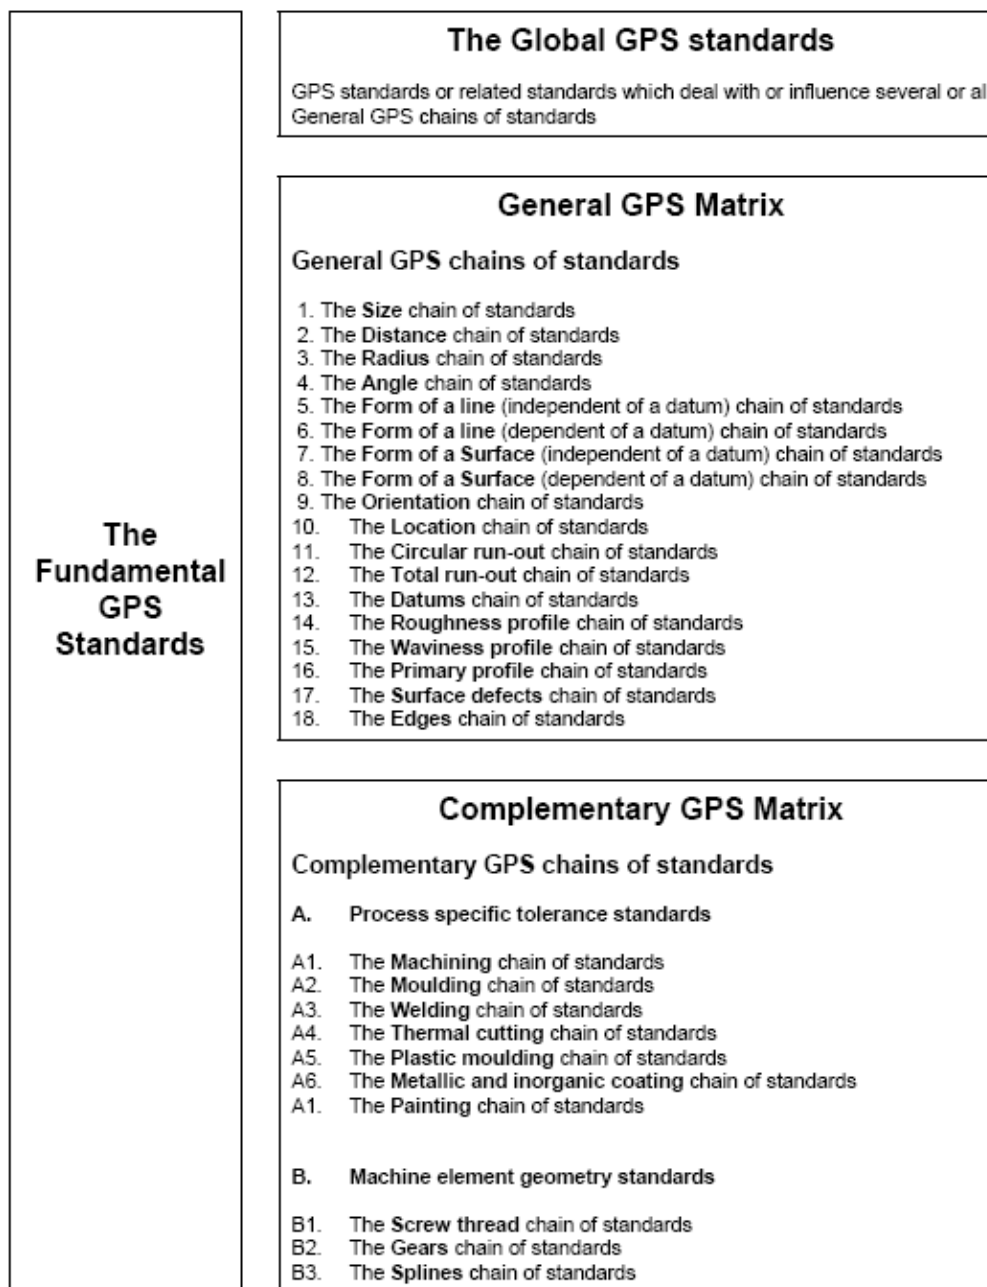 The
Fundamental
GPS
Standards
The Global GPS standards
GPS standards or related standards which deal with or influence several or al
General GPS chains of standards
General GPS Matrix
General GPS chains of standards
1. The Size chain of standards
2. The Distance chain of standards
3. The Radius chain of standards
4. The Angle chain of standards
5. The Form of a line (independent of a datum) chain of standards
6. The Form of a line (dependent of a datum) chain of standards
7. The Form of a Surface (independent of a datum) chain of standards
8. The Form of a Surface (dependent of a datum) chain of standards
9. The Orientation chain of standards
10. The Location chain of standards
11. The Circular run-out chain of standards
12. The Total run-out chain of standards
13. The Datums chain of standards
14. The Roughness profile chain of standards
15. The Waviness profile chain of standards
16. The Primary profile chain of standards
17. The Surface defects chain of standards
18. The Edges chain of standards
Complementary GPS Matrix
Complementary GPS chains of standards
A. Process specific tolerance standards
A1. The Machining chain of standards
A2. The Moulding chain of standards
A3. The Welding chain of standards
A4. The Thermal cutting chain of standards
A5. The Plastic moulding chain of standards
A6. The Metallic and inorganic coating chain of standards
A1. The Painting chain of standards
B. Machine element geometry standards
B1. The Screw thread chain of standards
B2. The Gears chain of standards
B3. The Splines chain of standards